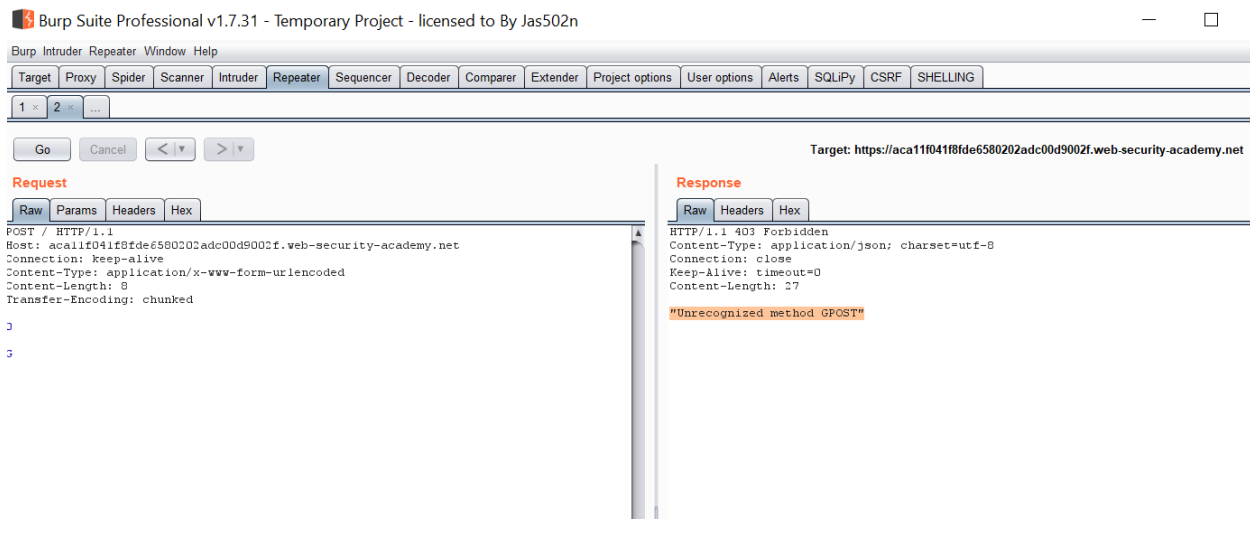 Burp Suite Professional v1.7.31 - Temporary Project - licensed to By Jas502n
Burp Intruder Repeater Window Help
Target Proxy Spider Scanner Intruder Repeater Sequencer Decoder Comparer Extender Project options User options Alerts SQLiPy CSRF SHELLING
1 × 2 × ...
Go Cancel < > Target: https://aca11f041f8fde6580202adc00d9002f.web-security-academy.net
Request
Raw Params Headers Hex
POST / HTTP/1.1
Host: aca11f041f8fde6580202adc00d9002f.web-security-academy.net
Connection: keep-alive
Content-Type: application/x-www-form-urlencoded
Content-Length: 8
Transfer-Encoding: chunked
0
G
Response
Raw Headers Hex
HTTP/1.1 403 Forbidden
Content-Type: application/json; charset=utf-8
Connection: close
Keep-Alive: timeout=0
Content-Length: 27
"Unrecognized method GPOST"